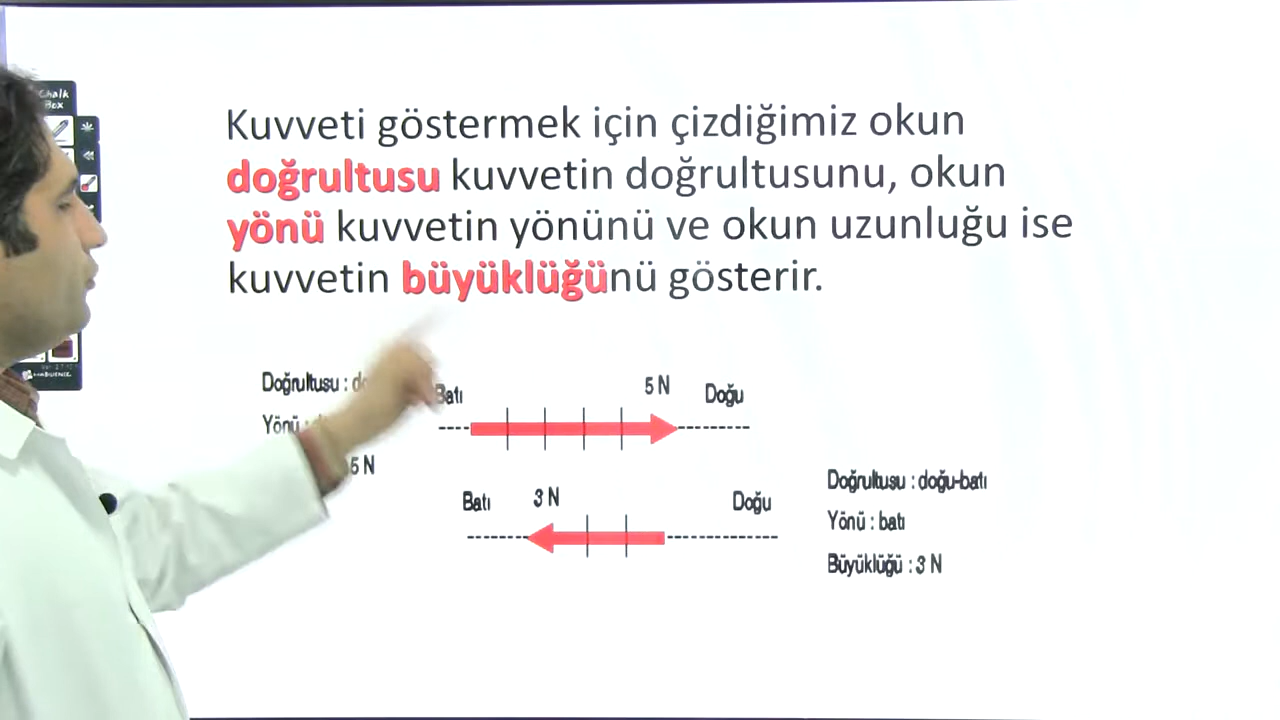 Chalk
Box
Kuvveti göstermek için çizdiğimiz okun
doğrultusu kuvvetin doğrultusunu, okun
yönü kuvvetin yönünü ve okun uzunluğu ise
kuvvetin büyüklüğünü gösterir.
Doğrultusu :
Yönü :
5 N
Batı 5 N Doğu
Batı 3 N Doğu
Doğrultusu : doğu-batı
Yönü : batı
Büyüklüğü : 3 N